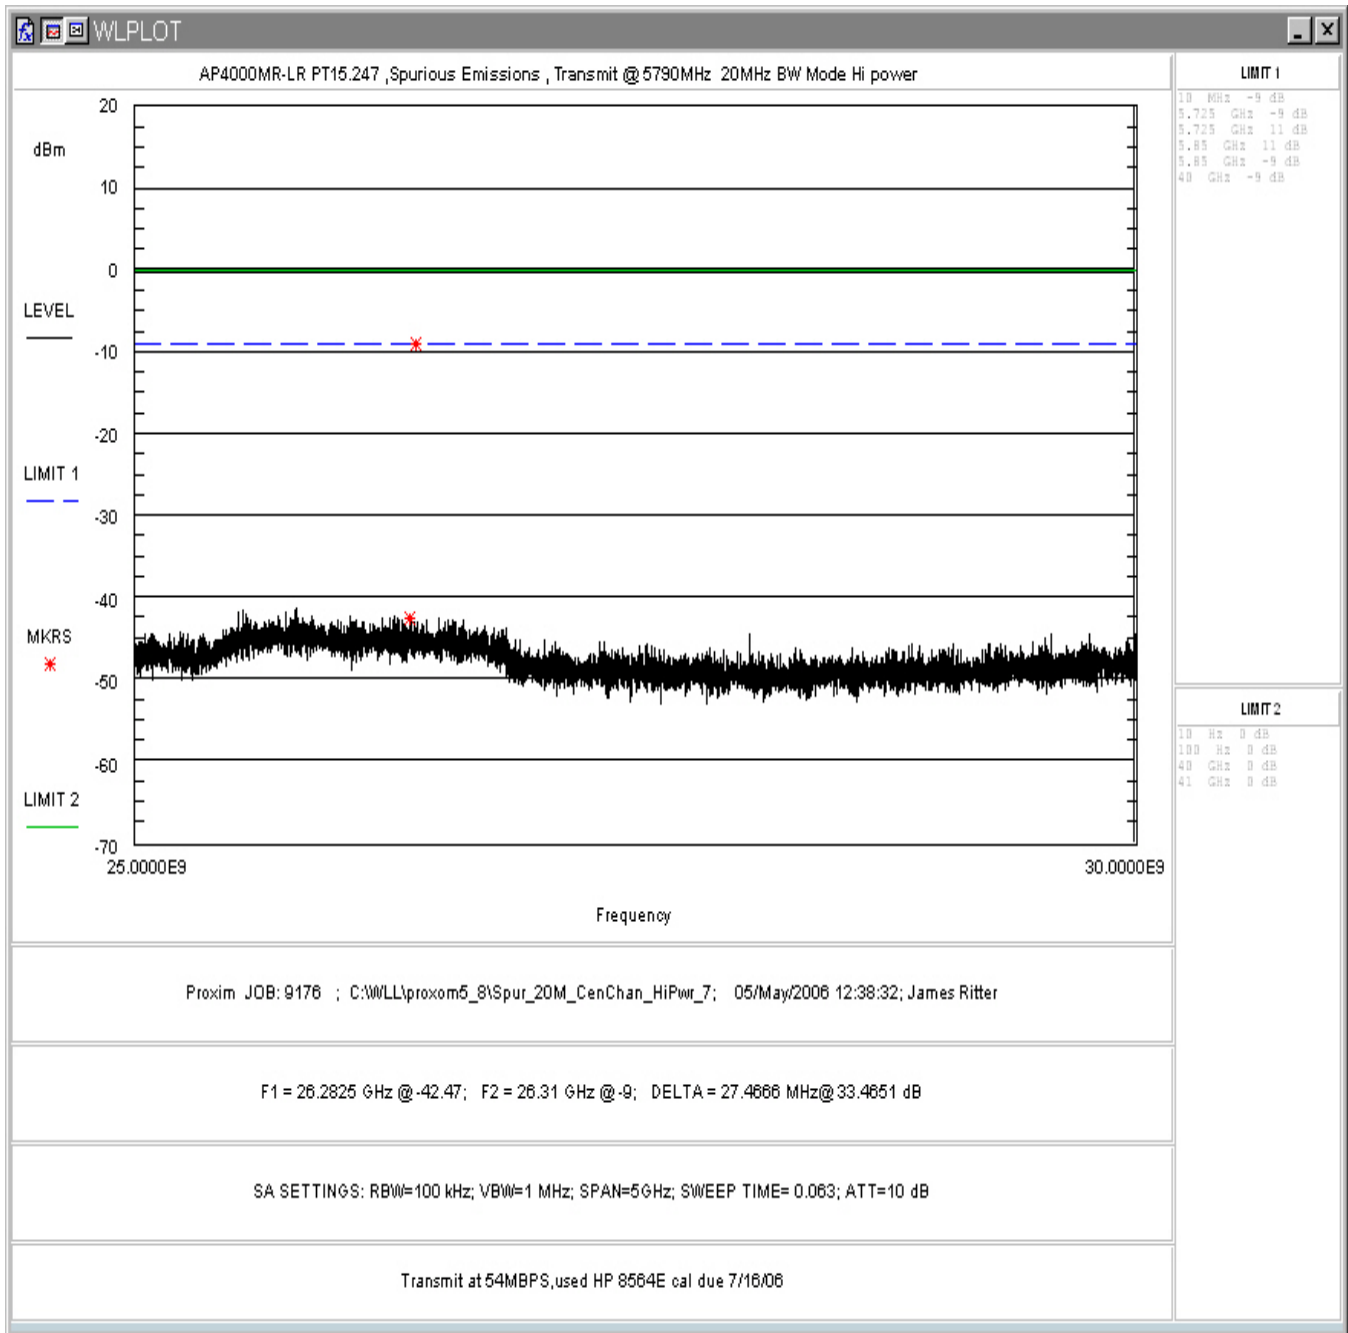 WLPLOT
AP4000MR-LR PT15.247 ,Spurious Emissions , Transmit @ 5790MHz  20MHz BW Mode Hi power
LIMIT 1
10 MHz -9 dB
5.725 GHz -9 dB
5.725 GHz 11 dB
5.85 GHz 11 dB
5.85 GHz -9 dB
40 GHz -9 dB
20
dBm
10
0
LEVEL
-10
-20
LIMIT 1
-30
-40
MKRS
-50
-60
LIMIT 2
-70
25.0000E9
30.0000E9
Frequency
LIMIT 2
10 Hz 0 dB
100 Hz 0 dB
40 GHz 0 dB
41 GHz 0 dB
Proxim JOB: 9176 ; C:\WLL\proxom5_8\Spur_20M_CenChan_HiPwr_7; 05/May/2006 12:38:32; James Ritter
F1 = 26.2825 GHz @-42.47; F2 = 26.31 GHz @-9; DELTA = 27.4666 MHz@33.4651 dB
SA SETTINGS: RBW=100 kHz; VBW=1 MHz; SPAN=5GHz; SWEEP TIME= 0.063; ATT=10 dB
Transmit at 54MBPS,used HP 8564E cal due 7/16/06